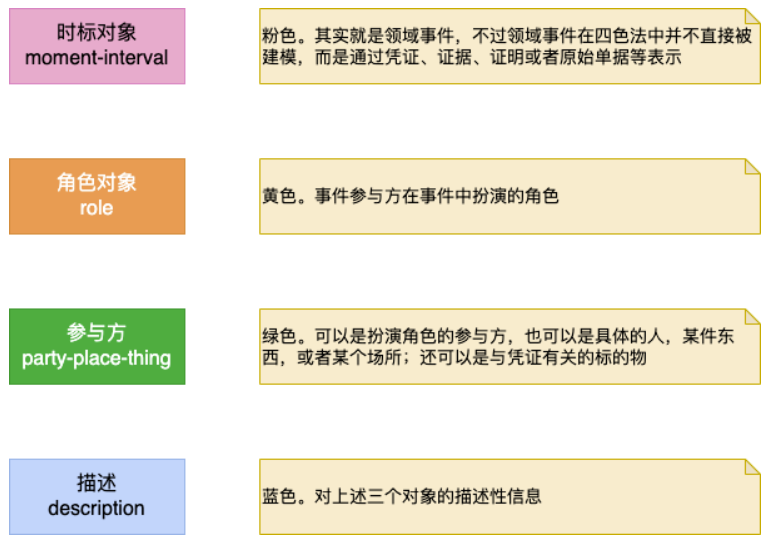 时标对象
moment-interval
粉色。其实就是领域事件，不过领域事件在四色法中并不直接被
建模，而是通过凭证、证据、证明或者原始单据等表示
角色对象
role
黄色。事件参与方在事件中扮演的角色
参与方
party-place-thing
绿色。可以是扮演角色的参与方，也可以是具体的人，某件东
西，或者某个场所；还可以是与凭证有关的标的物
描述
description
蓝色。对上述三个对象的描述性信息